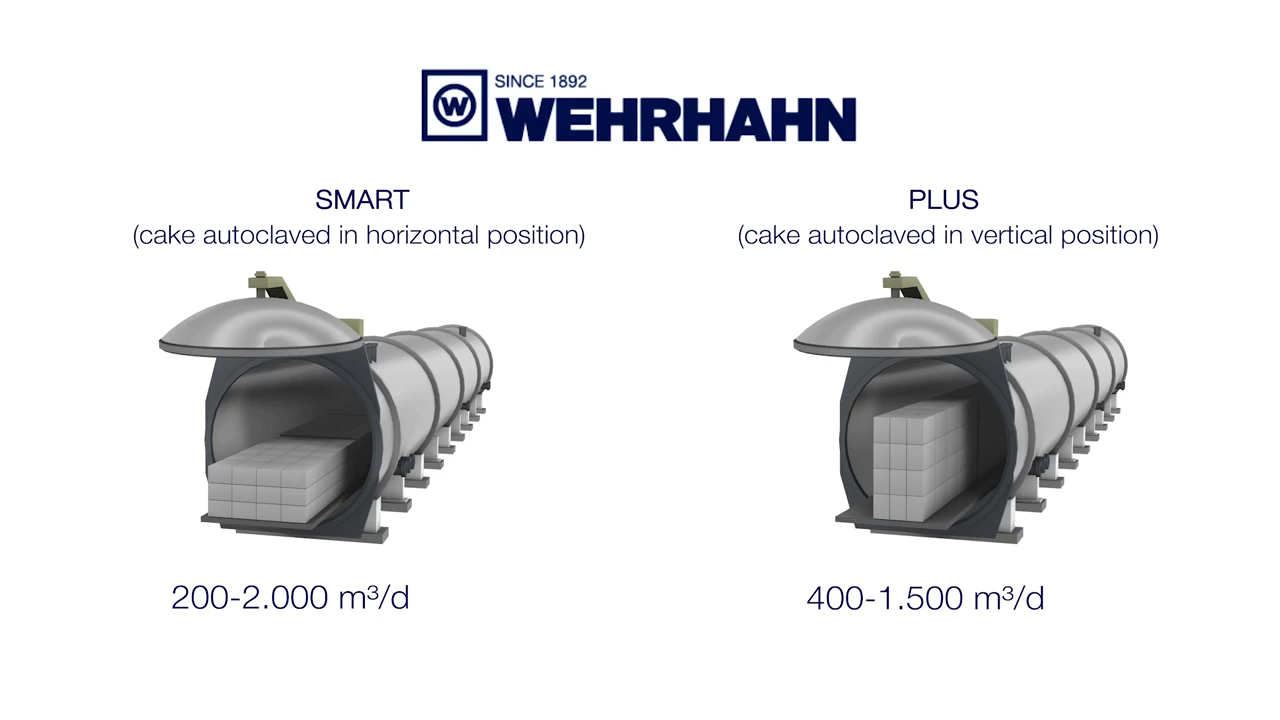 SINCE 1892
W WEHRHAHN
SMART
(cake autoclaved in horizontal position)
200-2.000 m³/d
PLUS
(cake autoclaved in vertical position)
400-1.500 m³/d